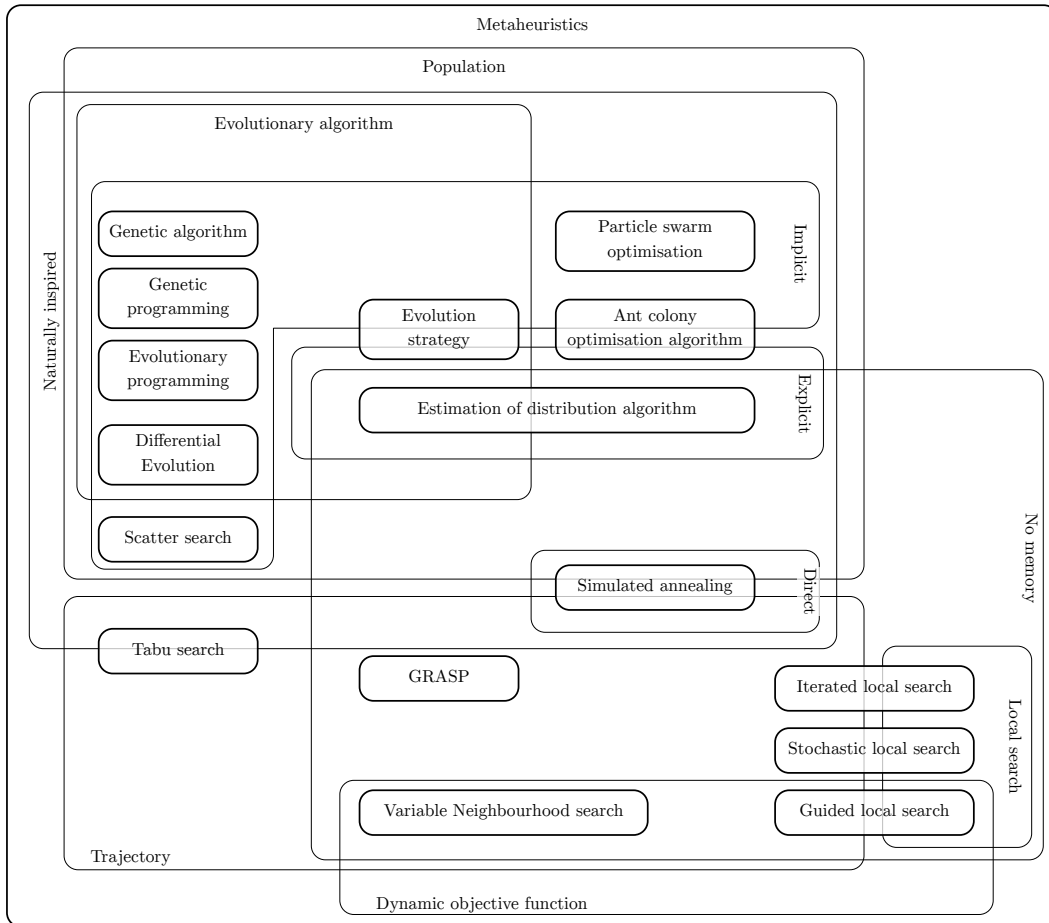 Metaheuristics
Population
Evolutionary algorithm
Naturally inspired
Implicit
Genetic algorithm
Particle swarm
optimisation
Genetic
programming
Evolution
strategy
Ant colony
optimisation algorithm
Evolutionary
programming
Explicit
Estimation of distribution algorithm
Differential
Evolution
Scatter search
No memory
Simulated annealing
Direct
Tabu search
GRASP
Iterated local search
Local search
Stochastic local search
Variable Neighbourhood search
Guided local search
Trajectory
Dynamic objective function